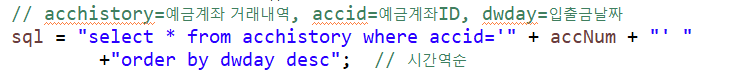 // acchistory=예금계좌 거래내역, accid=예금계좌ID, dwday=입출금날짜
sql = "select * from acchistory where accid='" + accNum + "' "
+"order by dwday desc";  // 시간역순